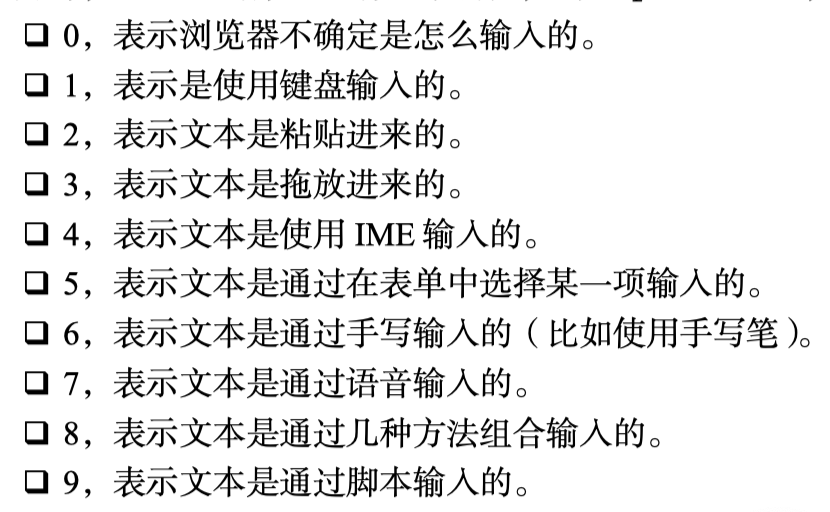 ❑ 0，表示浏览器不确定是怎么输入的。
❑ 1，表示是使用键盘输入的。
❑ 2，表示文本是粘贴进来的。
❑ 3，表示文本是拖放进来的。
❑ 4，表示文本是使用 IME 输入的。
❑ 5，表示文本是通过在表单中选择某一项输入的。
❑ 6，表示文本是通过手写输入的（比如使用手写笔）。
❑ 7，表示文本是通过语音输入的。
❑ 8，表示文本是通过几种方法组合输入的。
❑ 9，表示文本是通过脚本输入的。